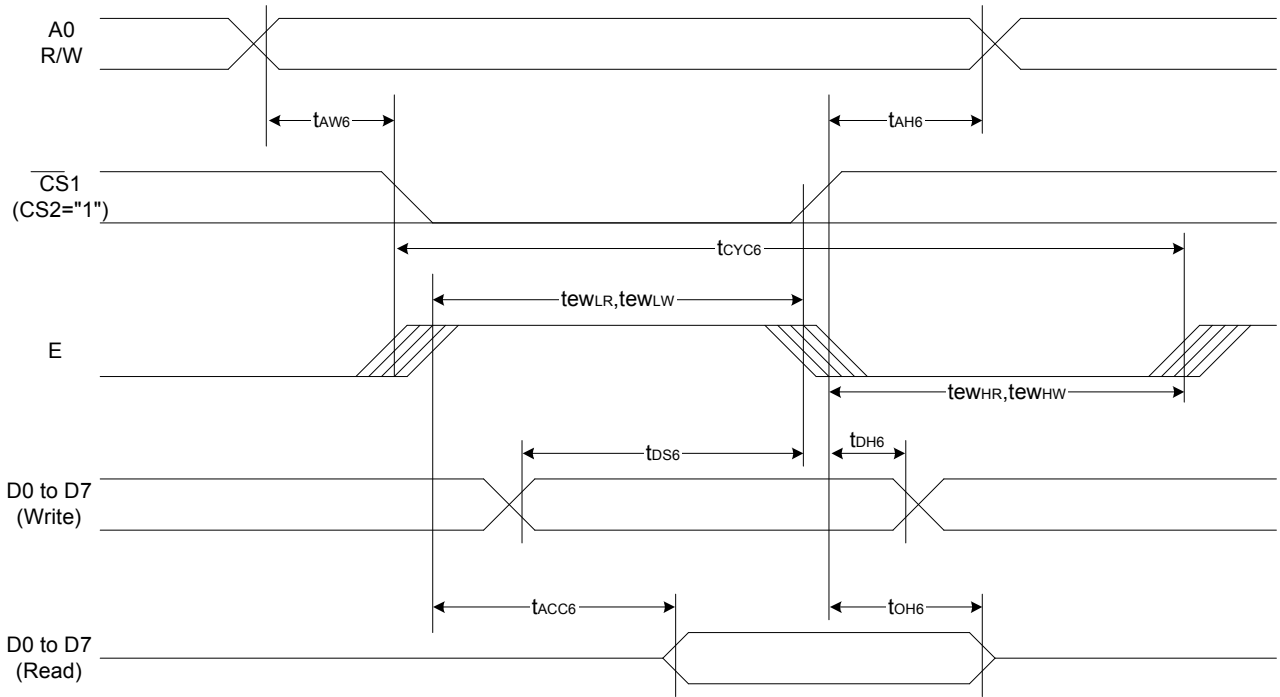 A0
R/W
tAW6
tAH6
CS1
(CS2="1")
tCYC6
tewLR,tewLW
E
tewHR,tewHW
tDS6
tDH6
D0 to D7
(Write)
tACC6
tOH6
D0 to D7
(Read)